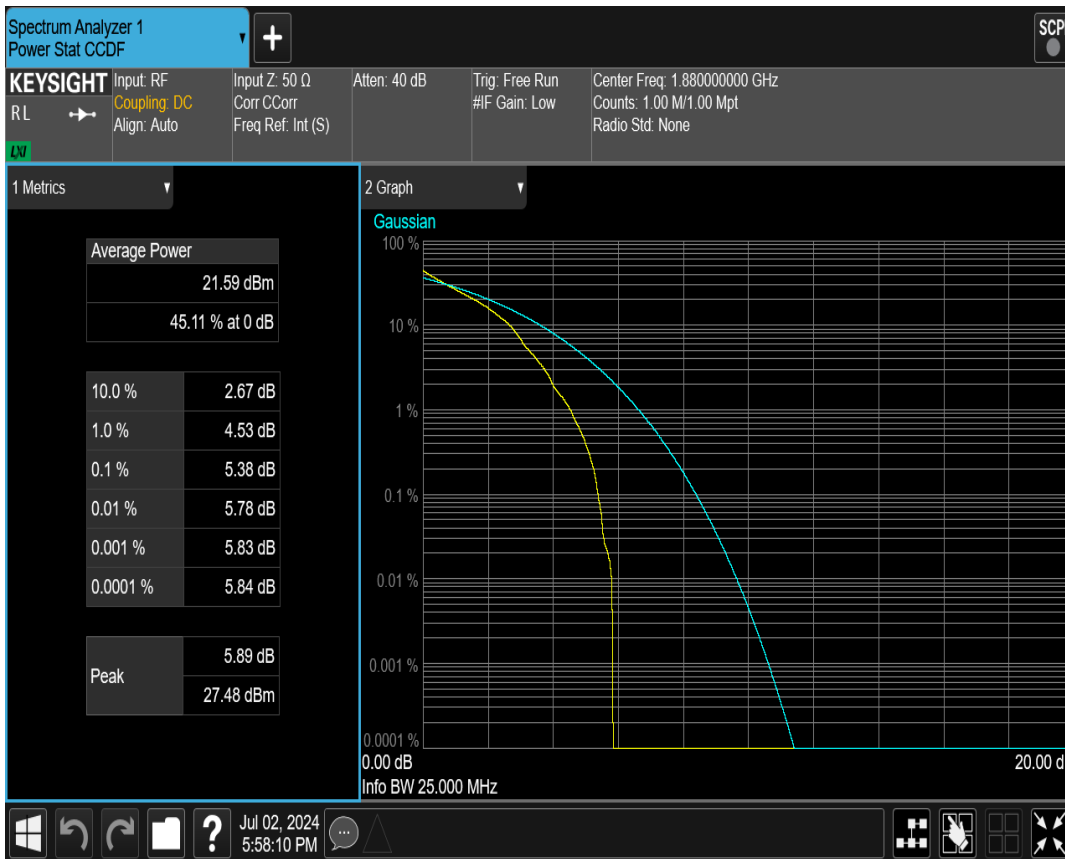 Spectrum Analyzer 1
Power Stat CCDF
+
SCP
KEYSIGHT
RL
LXI
Input: RF
Coupling: DC
Align: Auto
Input Z: 50 Ω
Corr CCorr
Freq Ref: Int (S)
Atten: 40 dB
Trig: Free Run
#IF Gain: Low
Center Freq: 1.880000000 GHz
Counts: 1.00 M/1.00 Mpt
Radio Std: None
1 Metrics
Average Power
21.59 dBm
45.11 % at 0 dB
10.0 % 2.67 dB
1.0 % 4.53 dB
0.1 % 5.38 dB
0.01 % 5.78 dB
0.001 % 5.83 dB
0.0001 % 5.84 dB
Peak
5.89 dB
27.48 dBm
2 Graph
Gaussian
100 %
10 %
1 %
0.1 %
0.01 %
0.001 %
0.0001 %
0.00 dB
20.00 d
Info BW 25.000 MHz
?
Jul 02, 2024
5:58:10 PM